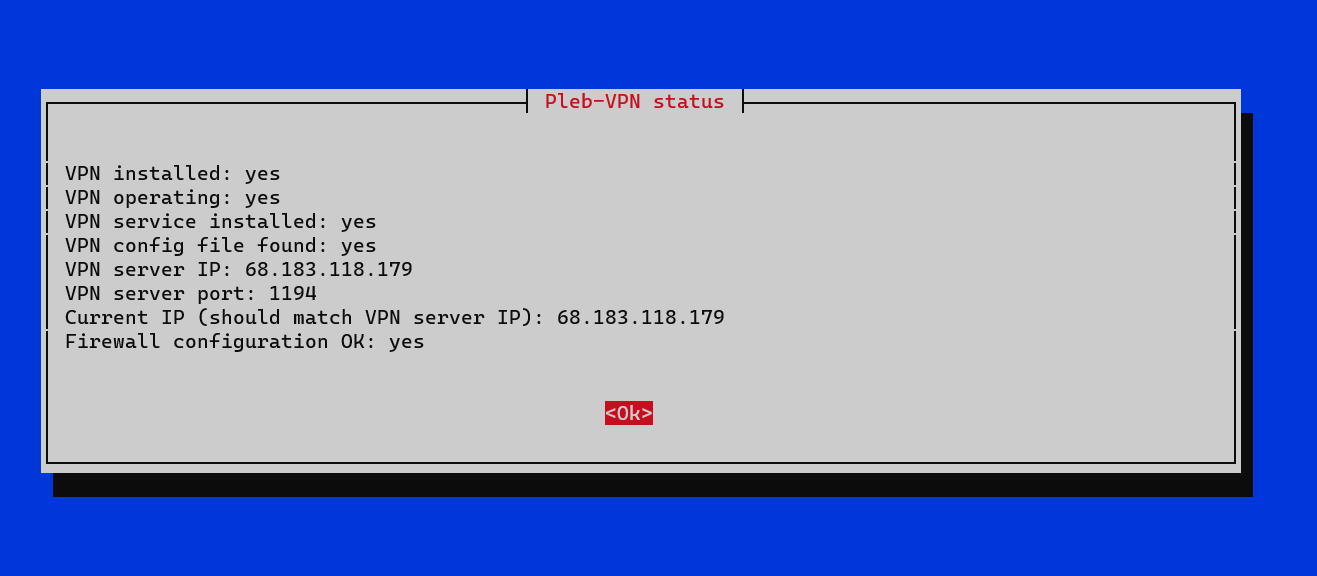 Pleb-VPN status
VPN installed: yes
VPN operating: yes
VPN service installed: yes
VPN config file found: yes
VPN server IP: 68.183.118.179
VPN server port: 1194
Current IP (should match VPN server IP): 68.183.118.179
Firewall configuration OK: yes
<Ok>